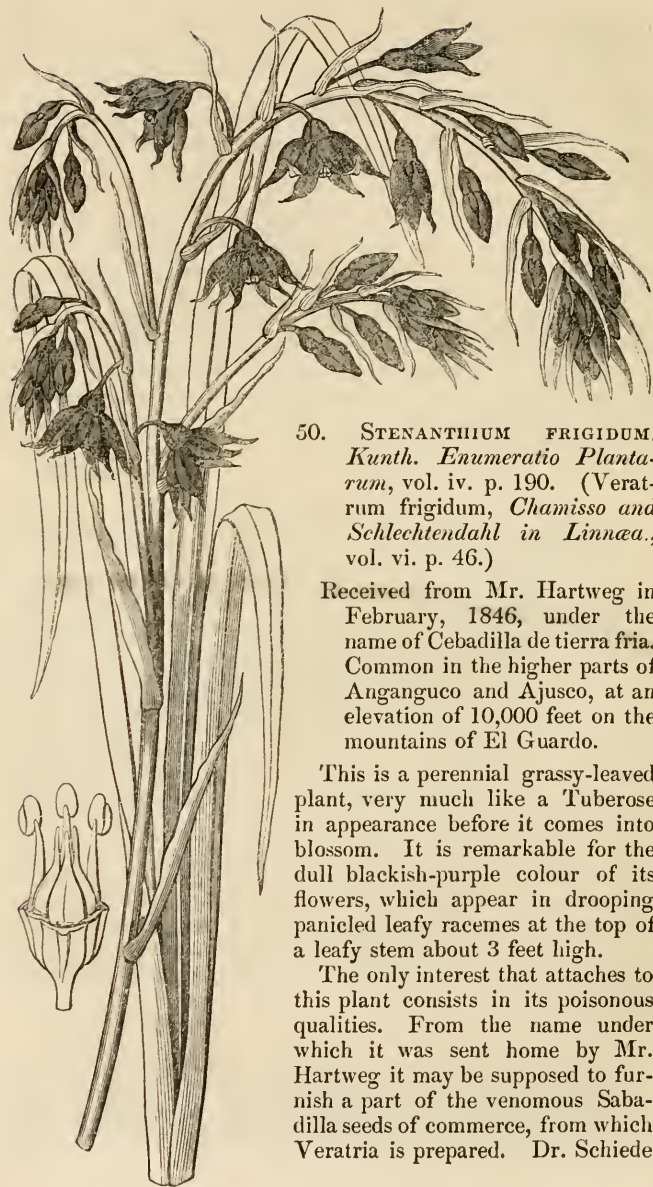 50. STENANTHIUM FRIGIDUM.
Kunth. Enumeratio Planta-
rum, vol. iv. p. 190. (Verat-
rum frigidum, Chamisso and
Schlechtendahl in Linnæa.,
vol. vi. p. 46.)
Received from Mr. Hartweg in
February, 1846, under the
name of Cebadilla de tierra fria.
Common in the higher parts of
Anganguco and Ajusco, at an
elevation of 10,000 feet on the
mountains of El Guardo.
This is a perennial grassy-leaved
plant, very much like a Tuberose
in appearance before it comes into
blossom. It is remarkable for the
dull blackish-purple colour of its
flowers, which appear in drooping
panicled leafy racemes at the top of
a leafy stem about 3 feet high.
The only interest that attaches to
this plant consists in its poisonous
qualities. From the name under
which it was sent home by Mr.
Hartweg it may be supposed to fur-
nish a part of the venomous Saba-
dilla seeds of commerce, from which
Veratria is prepared. Dr. Schiede